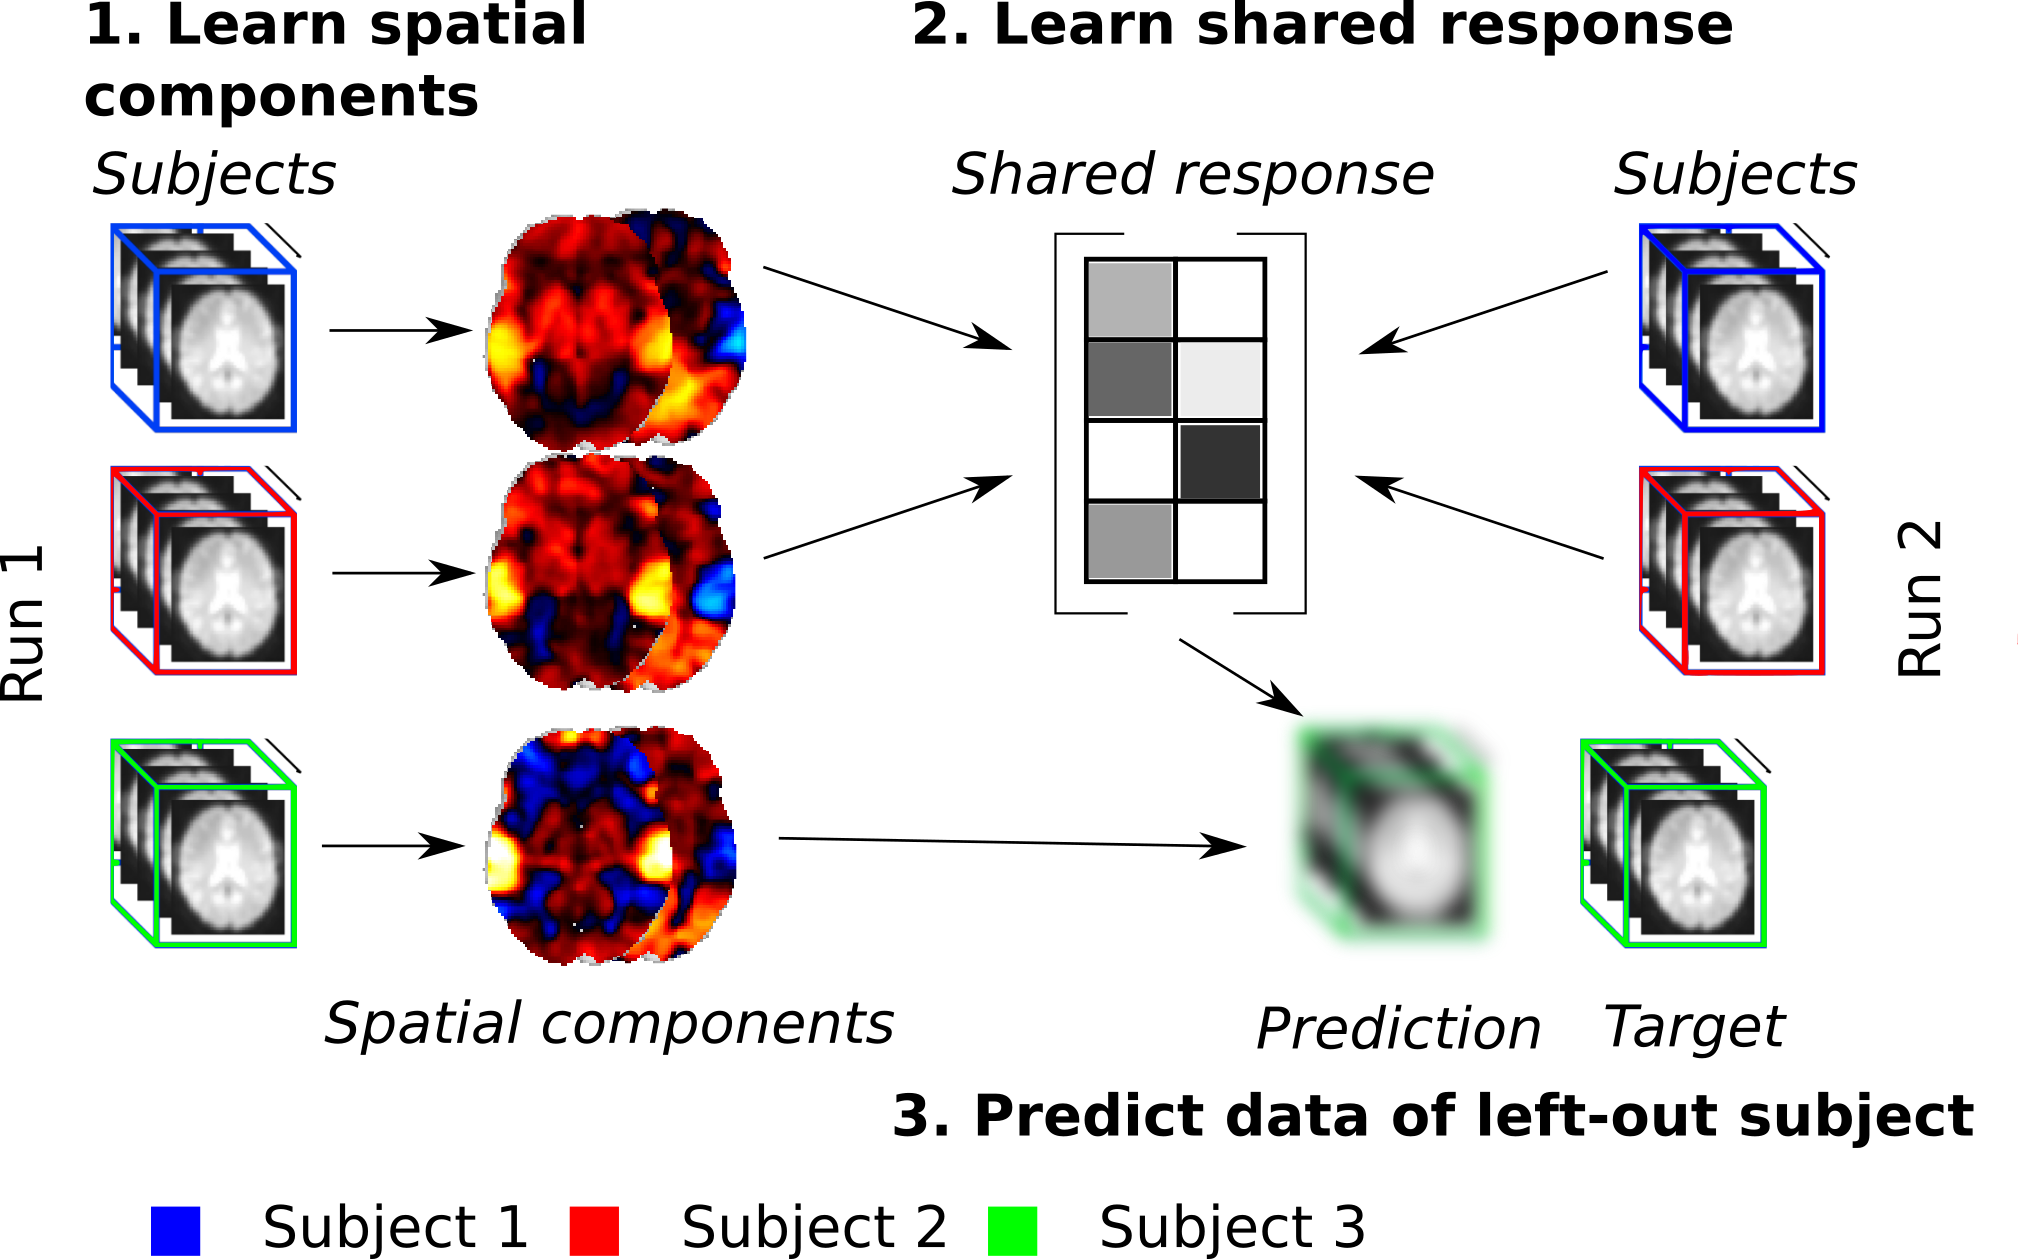 1. Learn spatial
components
2. Learn shared response
Subjects
Shared response
Subjects
Run 1
Run 2
Spatial components
Prediction
Target
3. Predict data of left-out subject
Subject 1
Subject 2
Subject 3